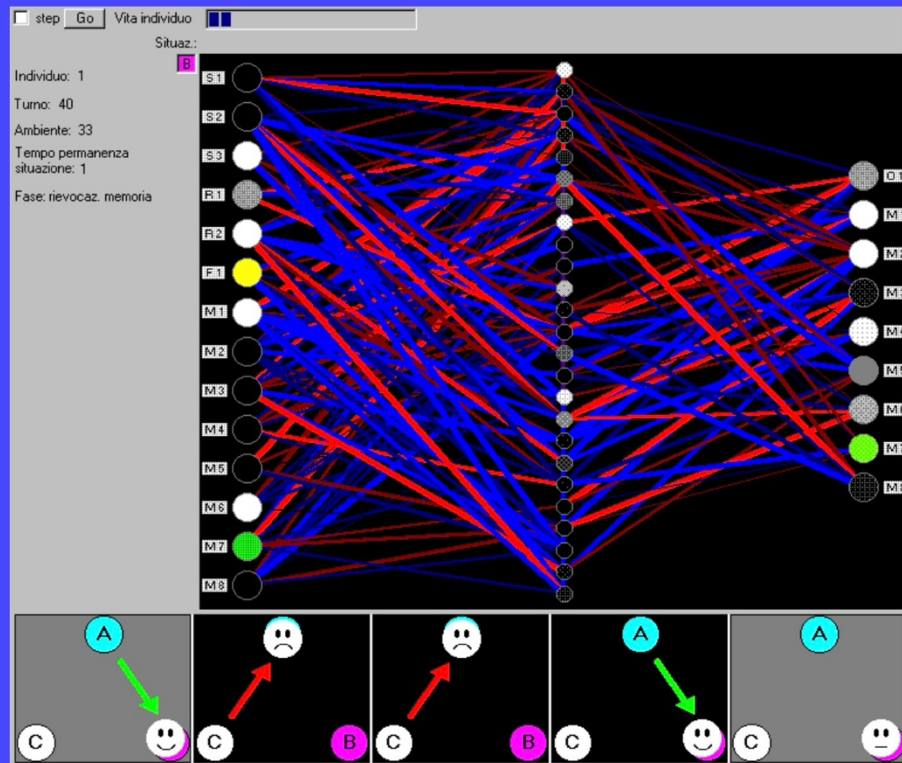 step Go Vita individuo
Situaz.:
B
Individuo: 1
Turno: 40
Ambiente: 33
Tempo permanenza
situazione: 1
Fase: rievocaz. memoria
S1
S2
S3
R1
R2
F1
M1
M2
M3
M4
M5
M6
M7
M8
O1
M1
M2
M3
M4
M5
M6
M7
M8
A
C
C
B
C
B
A
C
A
C